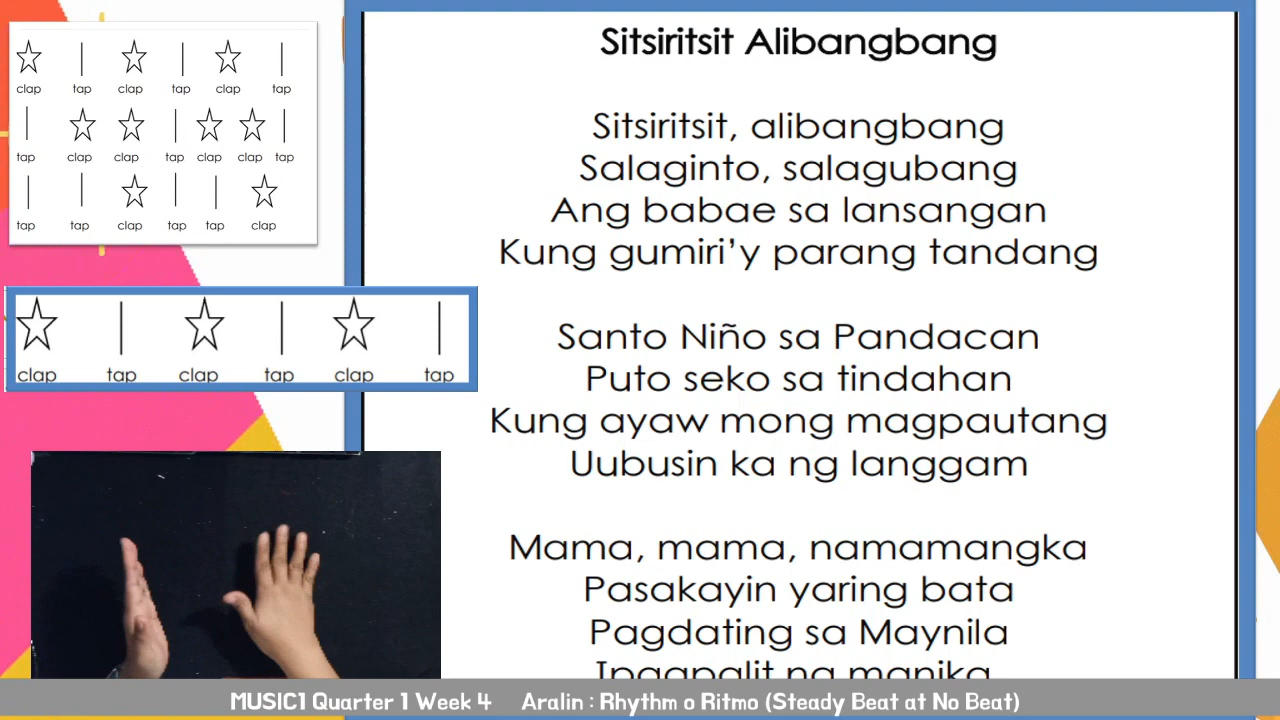 clap tap clap tap clap tap
tap clap clap tap clap clap tap
tap tap clap tap tap clap
clap tap clap tap clap tap
Sitsiritsit Alibangbang
Sitsiritsit, alibangbang
Salaginto, salagubang
Ang babae sa lansangan
Kung gumiri’y parang tandang
Santo Niño sa Pandacan
Puto seko sa tindahan
Kung ayaw mong magpautang
Uubusin ka ng langgam
Mama, mama, namamangka
Pasakayin yaring bata
Pagdating sa Maynila
Ipagpalit ng manika
MUSIC1 Quarter 1 Week 4 Aralin : Rhythm o Ritmo (Steady Beat at No Beat)